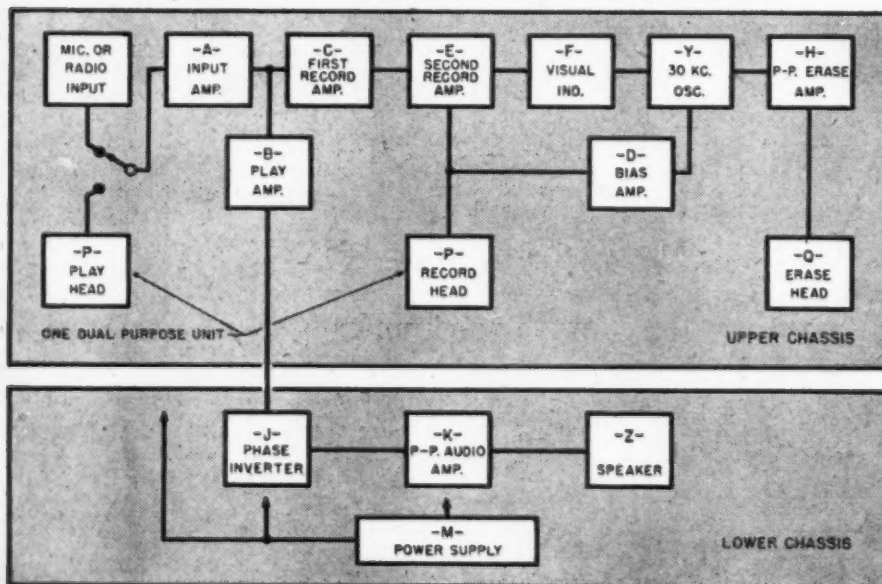 MIC. OR
RADIO
INPUT
-A-
INPUT
AMP.
-C-
FIRST
RECORD
AMP.
-E-
SECOND
RECORD
AMP.
-F-
VISUAL
IND.
-Y-
30 KC.
OSC.
-H-
P.-P. ERASE
AMP.
-B-
PLAY
AMP.
-D-
BIAS
AMP.
-P-
PLAY
HEAD
-P-
RECORD
HEAD
-Q-
ERASE
HEAD
ONE DUAL PURPOSE UNIT
UPPER CHASSIS
-J-
PHASE
INVERTER
-K-
P-P. AUDIO
AMP.
-Z-
SPEAKER
-M-
POWER SUPPLY
LOWER CHASSIS